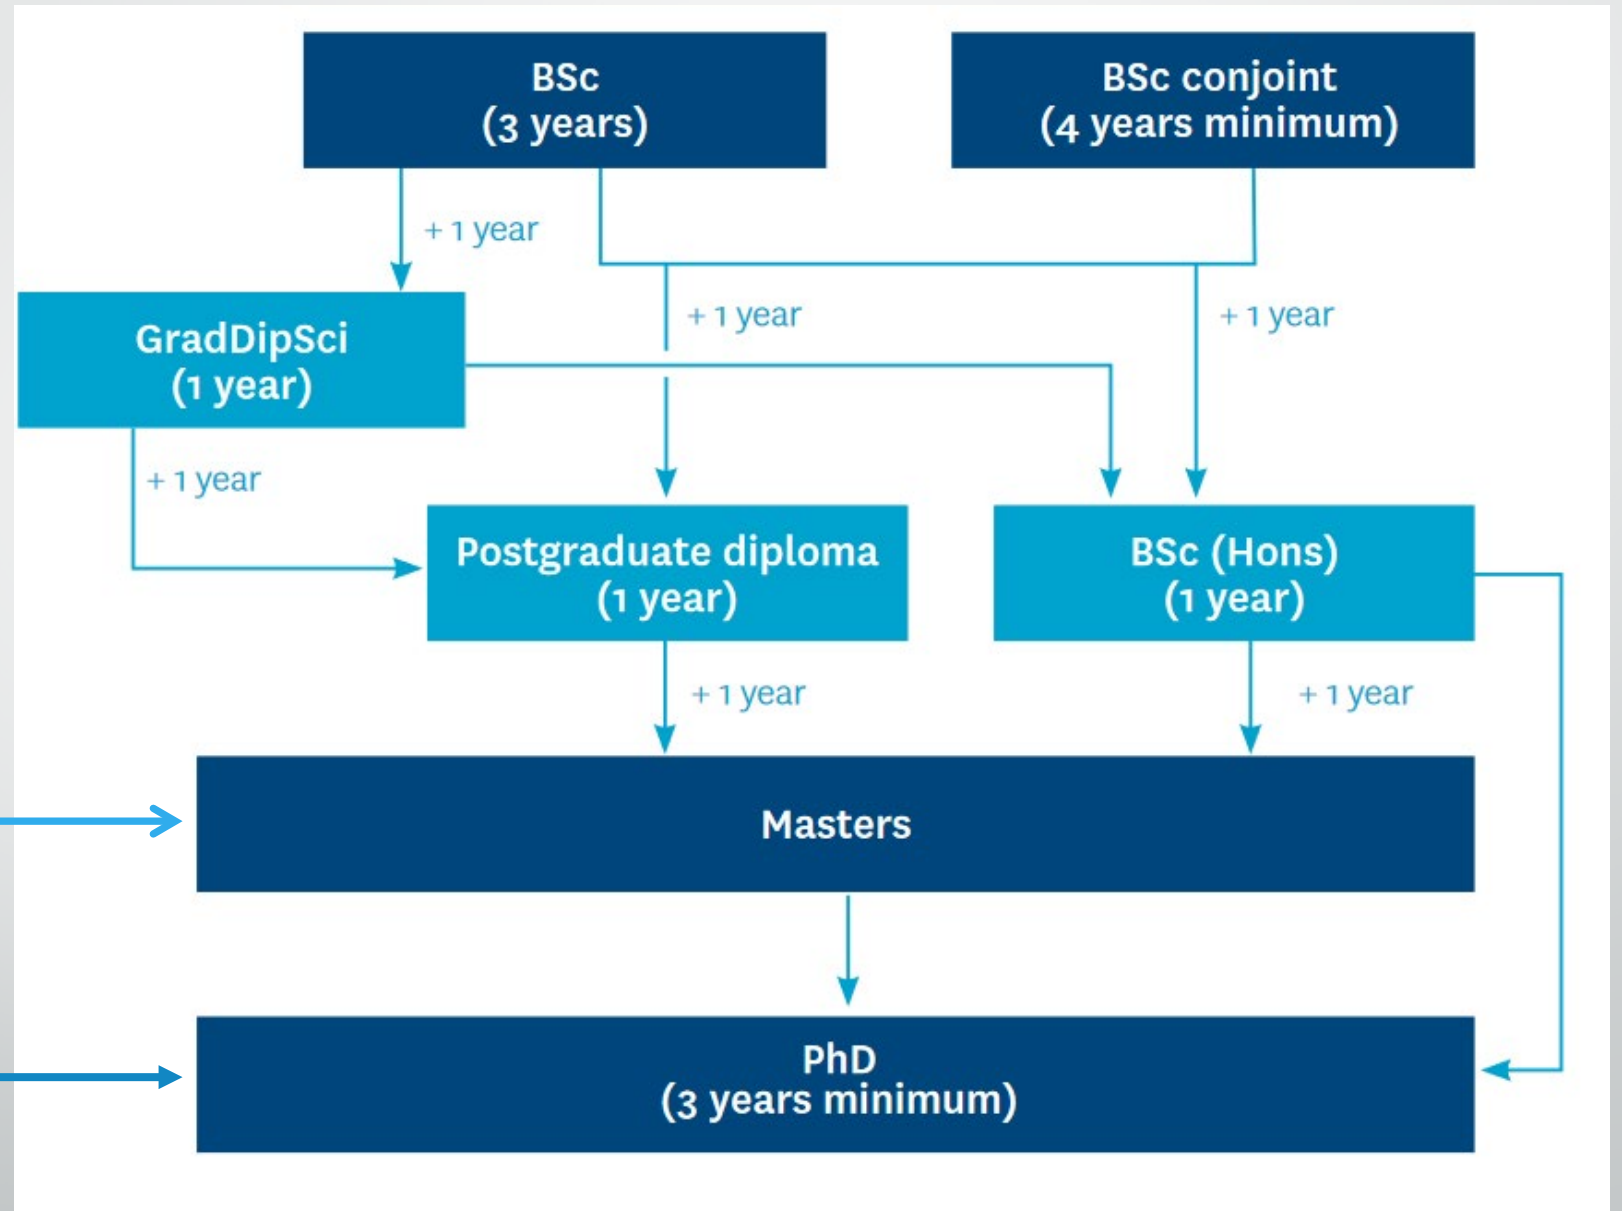 BSc
(3 years)
BSc conjoint
(4 years minimum)
+ 1 year
+ 1 year
+ 1 year
GradDipSci
(1 year)
+ 1 year
Postgraduate diploma
(1 year)
BSc (Hons)
(1 year)
+ 1 year
+ 1 year
Masters
PhD
(3 years minimum)